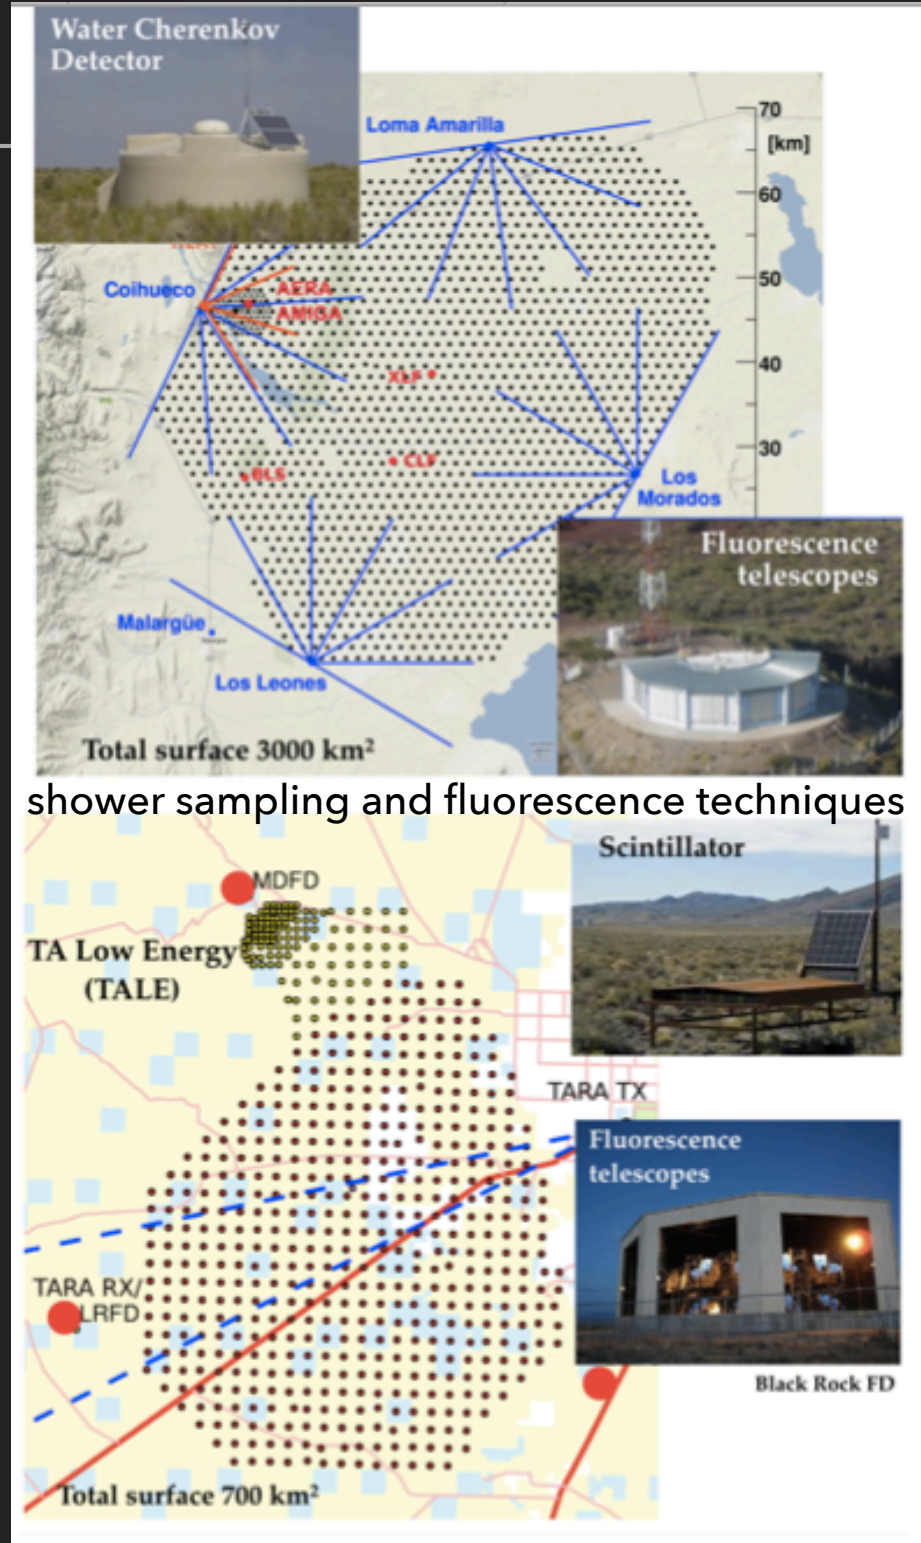 Water Cherenkov
Detector
Loma Amarilla
70
[km]
60
50
Coihueco
AERA
AMIGA
40
XLF
30
CLF
BLS
Los
Morados
Fluorescence
telescopes
Malargüe
Los Leones
Total surface 3000 km²
shower sampling and fluorescence techniques
Scintillator
MDFD
TA Low Energy
(TALE)
TARA TX
Fluorescence
telescopes
TARA RX/
LRFD
Black Rock FD
Total surface 700 km²